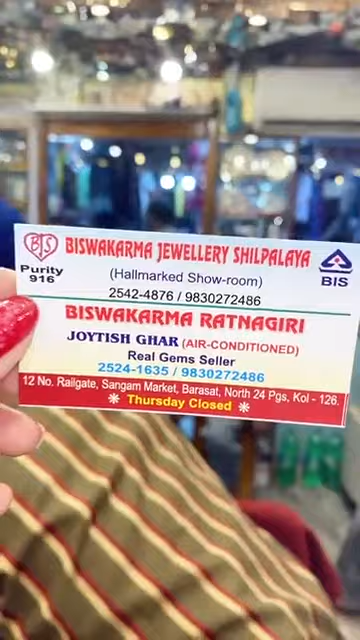 BJS BISWAKARMA JEWELLERY SHILPALAYA
Purity 916 (Hallmarked Show-room) BIS
2542-4876 / 9830272486
BISWAKARMA RATNAGIRI
JOYTISH GHAR (AIR-CONDITIONED)
Real Gems Seller
2524-1635 / 9830272486
12 No. Railgate, Sangam Market, Barasat, North 24 Pgs, Kol - 126.
Thursday Closed